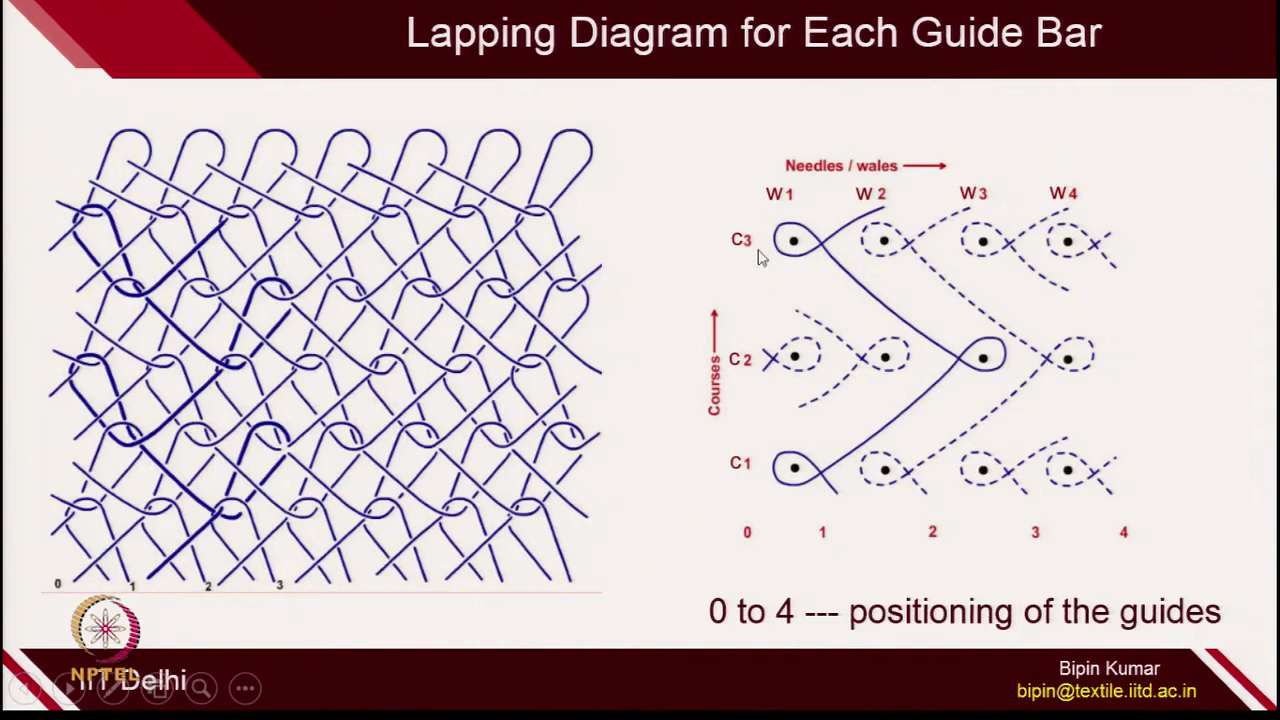 Lapping Diagram for Each Guide Bar
Needles / wales
W 1 W 2 W 3 W 4
C3
C 2
C 1
Courses
0 1 2 3 4
0 1 2 3
0 to 4 --- positioning of the guides
NPTEL
IIT Delhi
Bipin Kumar
bipin@textile.iitd.ac.in